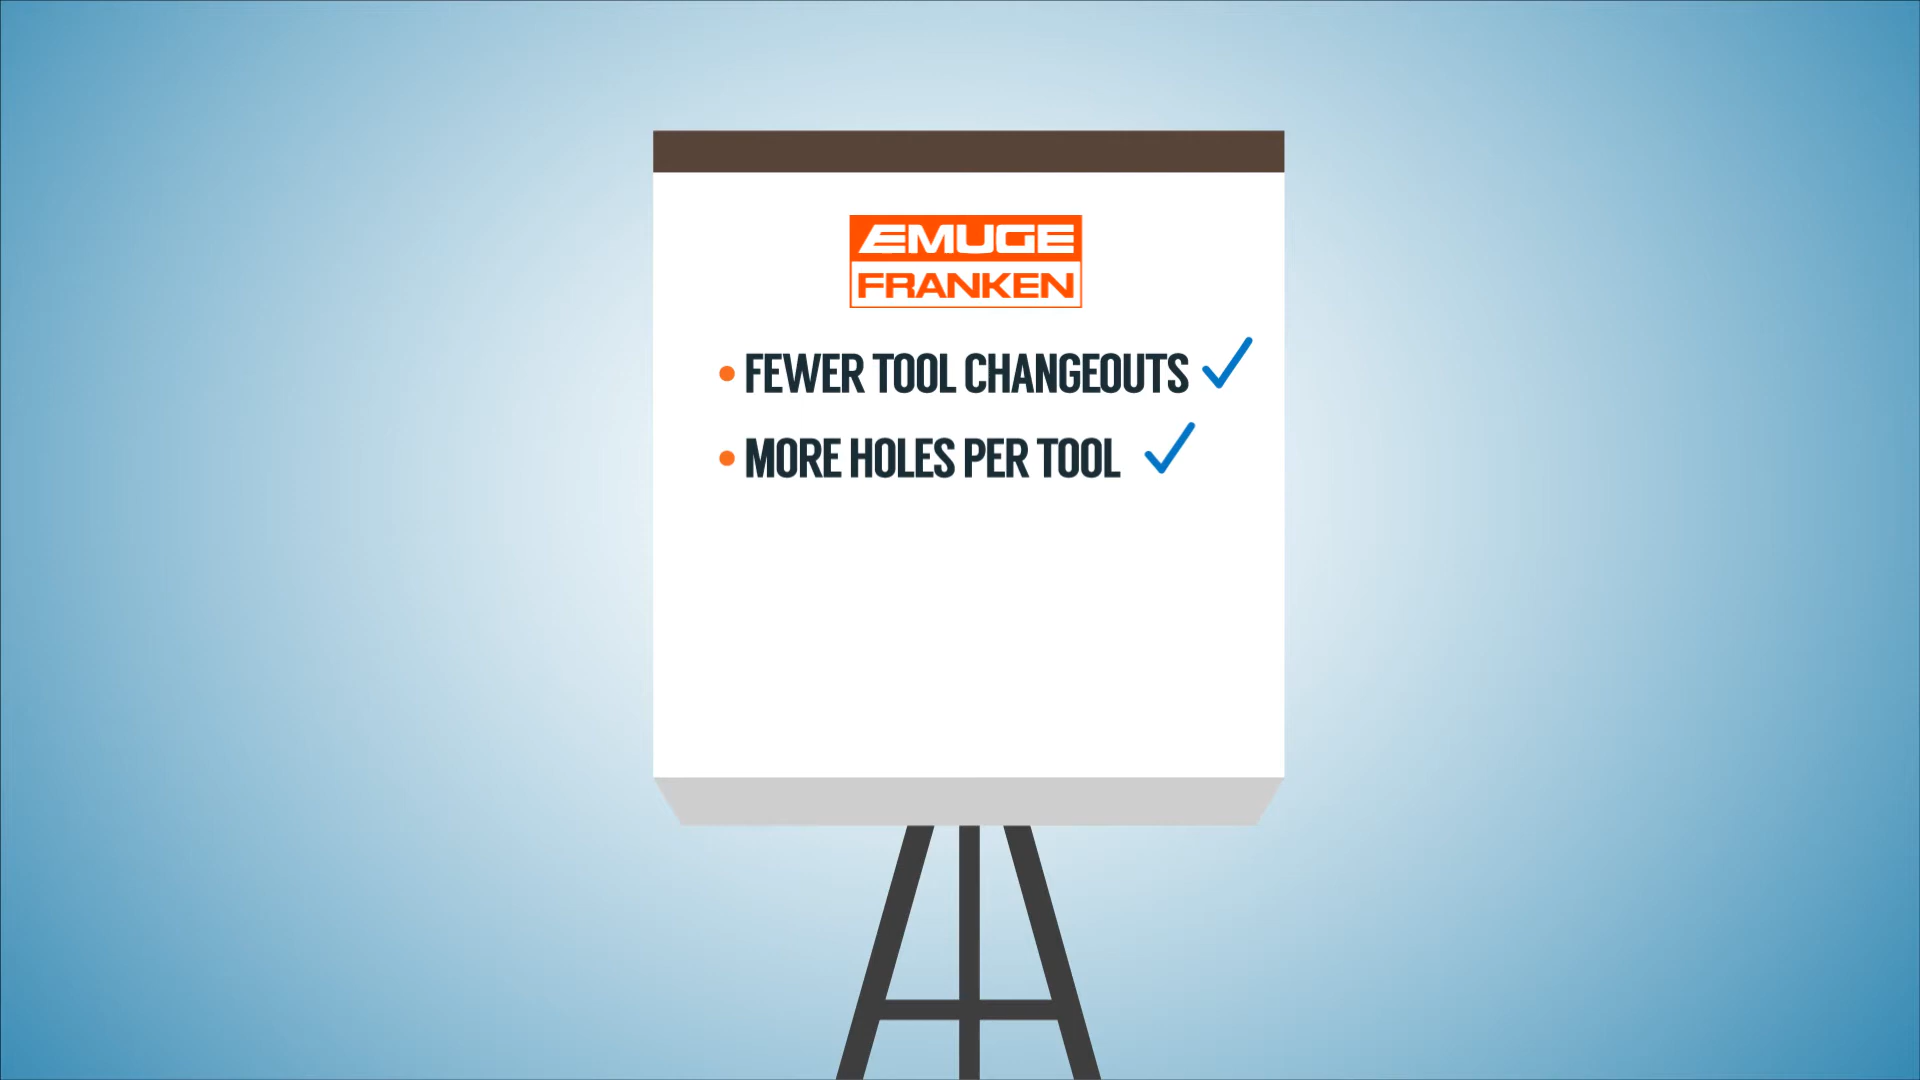 EMUGE
FRANKEN
• FEWER TOOL CHANGEOUTS ✓
• MORE HOLES PER TOOL ✓